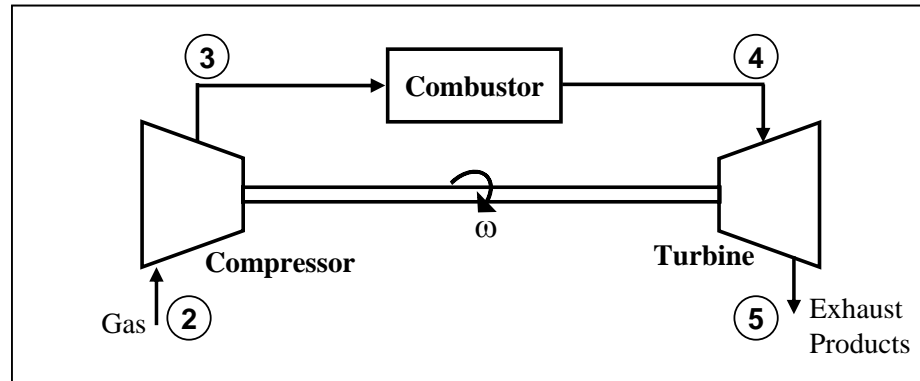 3
Combustor
4
ω
Compressor
Turbine
Gas
2
5
Exhaust
Products